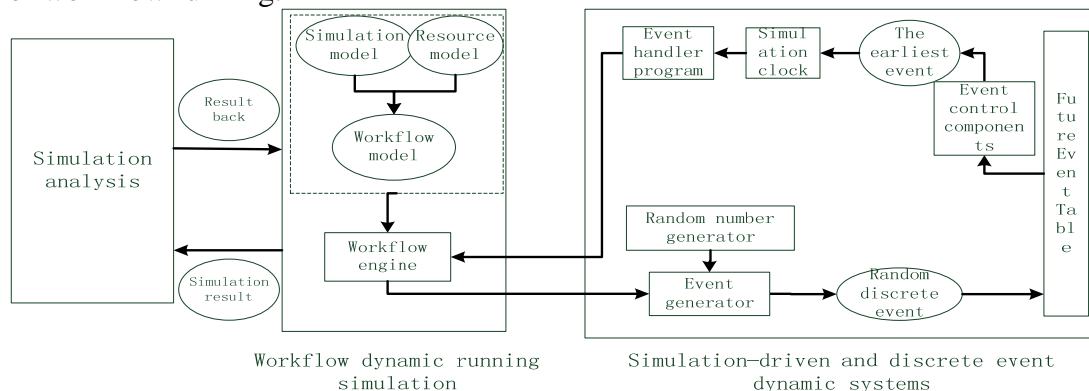 Simulation
analysis
Result
back
Simulation
result
Simulation
model
Resource
model
Workflow
model
Workflow
engine
Workflow dynamic running
simulation
Event
handler
program
Simul
ation
clock
The
earliest
event
Event
control
componen
ts
Fu
tu
re
Ev
en
t
Ta
bl
e
Random number
generator
Event
generator
Random
discrete
event
Simulation—driven and discrete event
dynamic systems